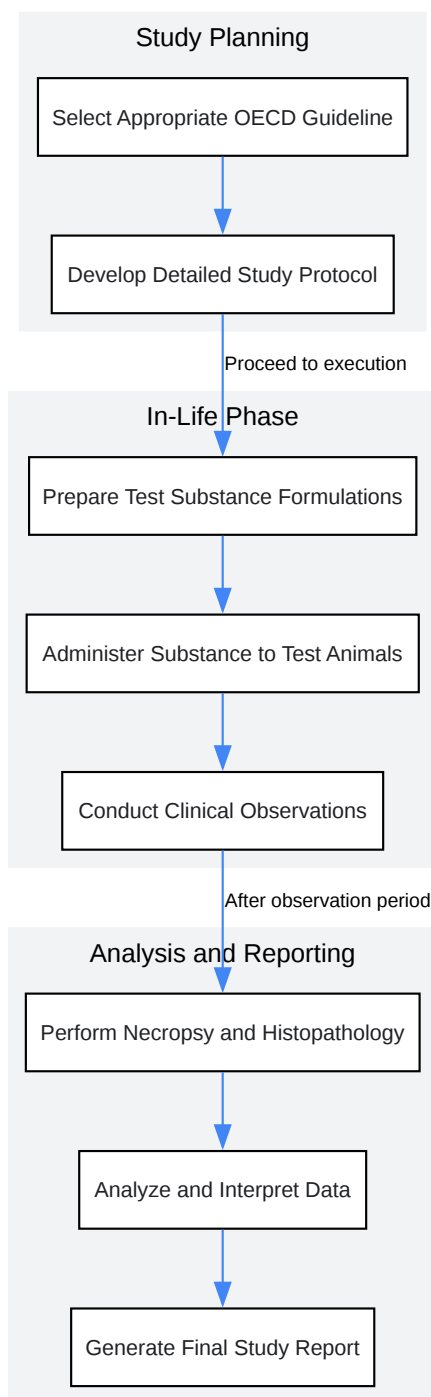 Study Planning
Select Appropriate OECD Guideline
Develop Detailed Study Protocol
Proceed to execution
In-Life Phase
Prepare Test Substance Formulations
Administer Substance to Test Animals
Conduct Clinical Observations
After observation period
Analysis and Reporting
Perform Necropsy and Histopathology
Analyze and Interpret Data
Generate Final Study Report